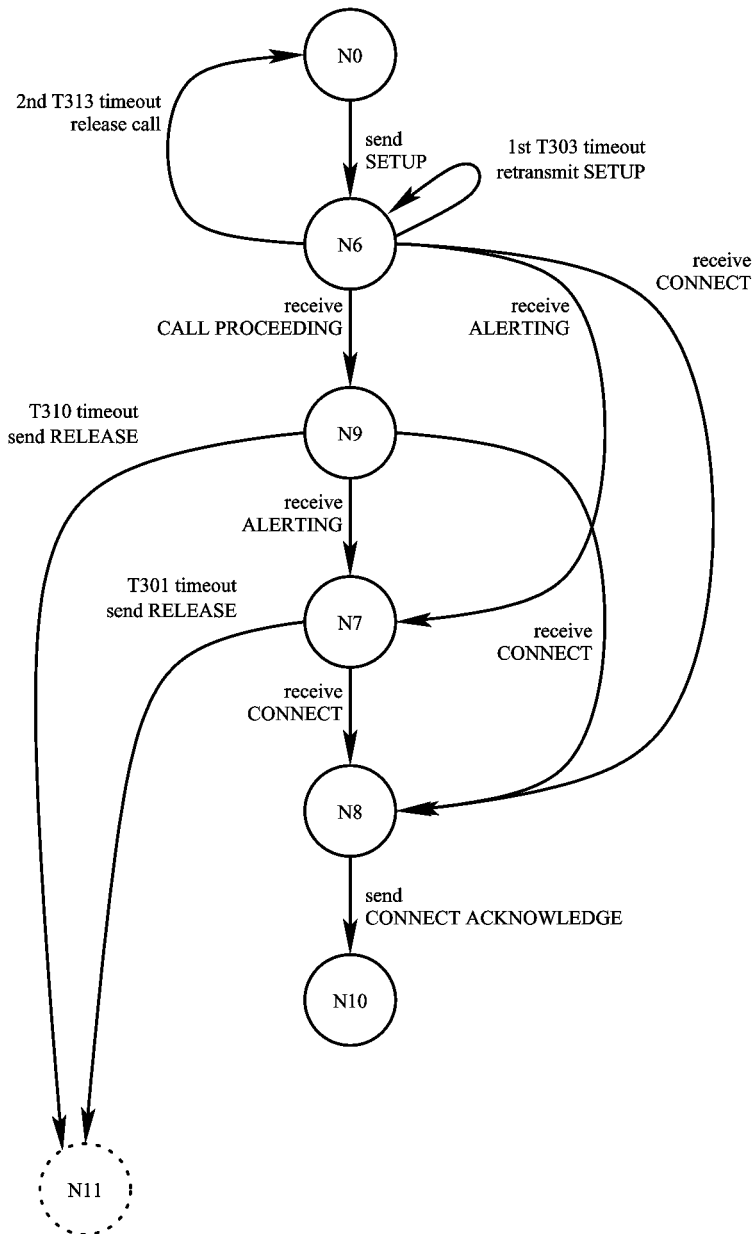 N0
2nd T313 timeout
release call
send
SETUP
1st T303 timeout
retransmit SETUP
N6
receive
CONNECT
receive
CALL PROCEEDING
receive
ALERTING
T310 timeout
send RELEASE
N9
receive
ALERTING
T301 timeout
send RELEASE
N7
receive
CONNECT
receive
CONNECT
N8
send
CONNECT ACKNOWLEDGE
N10
N11